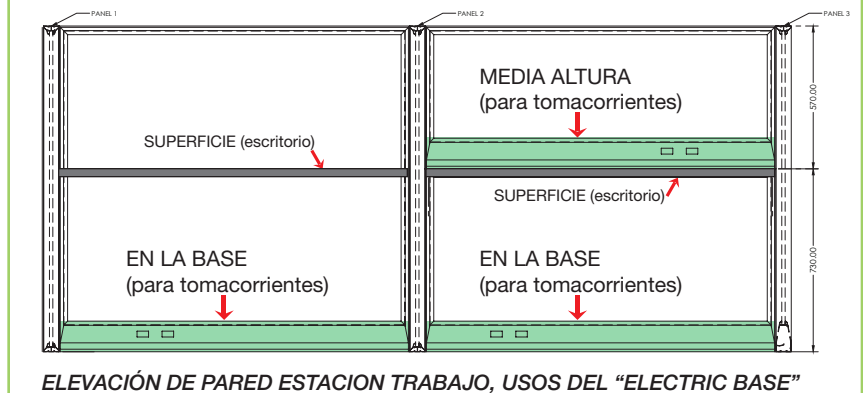 PANEL 1
PANEL 2
PANEL 3
MEDIA ALTURA
(para tomacorrientes)
570.00
SUPERFICIE (escritorio)
SUPERFICIE (escritorio)
EN LA BASE
(para tomacorrientes)
EN LA BASE
(para tomacorrientes)
730.00
ELEVACIÓN DE PARED ESTACION TRABAJO, USOS DEL “ELECTRIC BASE”